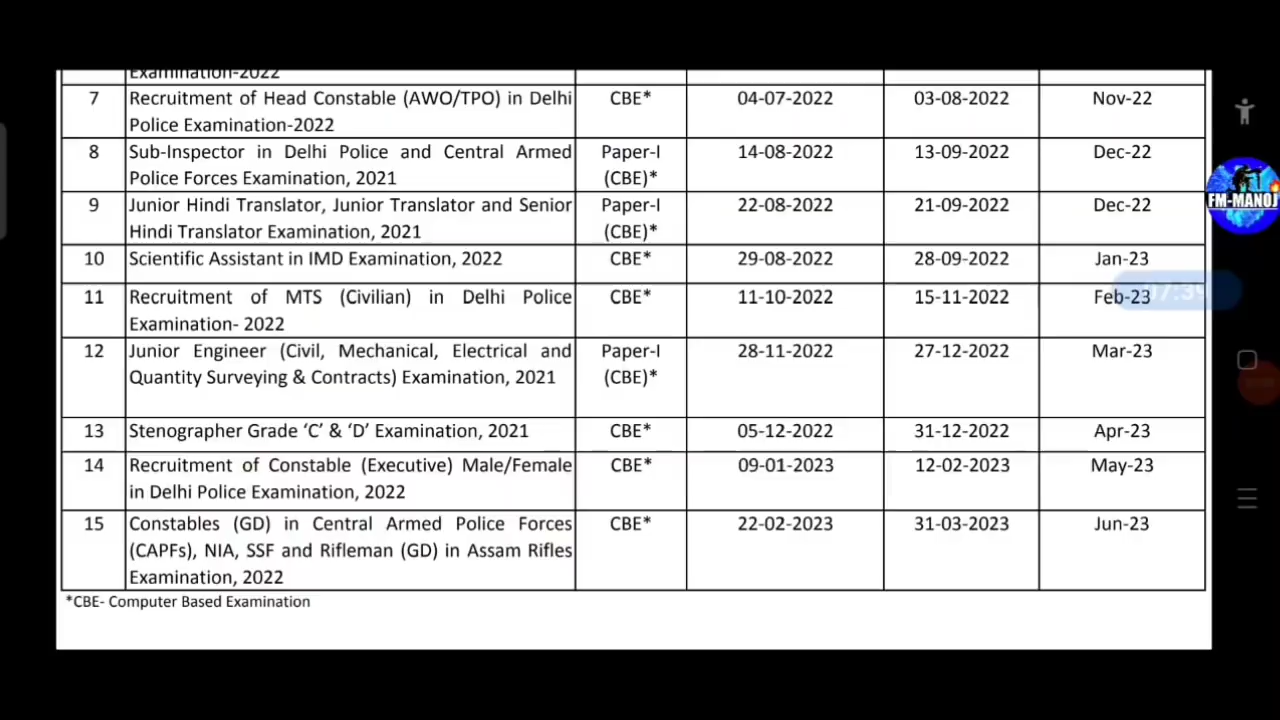 Examination-2022
7 Recruitment of Head Constable (AWO/TPO) in Delhi CBE* 04-07-2022 03-08-2022 Nov-22
Police Examination-2022
8 Sub-Inspector in Delhi Police and Central Armed Paper-I 14-08-2022 13-09-2022 Dec-22
Police Forces Examination, 2021 (CBE)*
9 Junior Hindi Translator, Junior Translator and Senior Paper-I 22-08-2022 21-09-2022 Dec-22
Hindi Translator Examination, 2021 (CBE)*
10 Scientific Assistant in IMD Examination, 2022 CBE* 29-08-2022 28-09-2022 Jan-23
11 Recruitment of MTS (Civilian) in Delhi Police CBE* 11-10-2022 15-11-2022 Feb-23
Examination- 2022
12 Junior Engineer (Civil, Mechanical, Electrical and Paper-I 28-11-2022 27-12-2022 Mar-23
Quantity Surveying & Contracts) Examination, 2021 (CBE)*
13 Stenographer Grade ‘C’ & ‘D’ Examination, 2021 CBE* 05-12-2022 31-12-2022 Apr-23
14 Recruitment of Constable (Executive) Male/Female CBE* 09-01-2023 12-02-2023 May-23
in Delhi Police Examination, 2022
15 Constables (GD) in Central Armed Police Forces CBE* 22-02-2023 31-03-2023 Jun-23
(CAPFs), NIA, SSF and Rifleman (GD) in Assam Rifles
Examination, 2022
*CBE- Computer Based Examination
FM-MANOJ
07:39